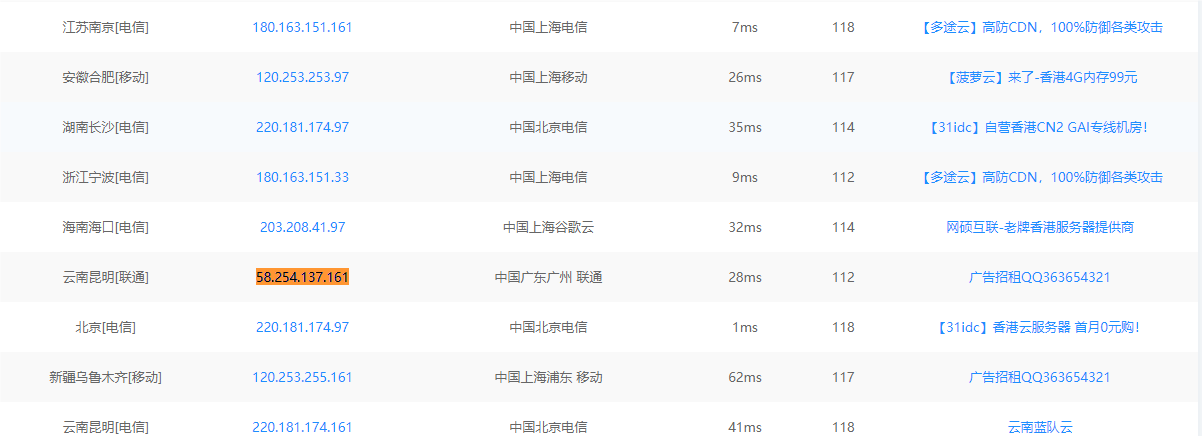 江苏南京[电信] 180.163.151.161 中国上海电信 7ms 118 【多途云】高防CDN，100%防御各类攻击
安徽合肥[移动] 120.253.253.97 中国上海移动 26ms 117 【菠萝云】来了-香港4G内存99元
湖南长沙[电信] 220.181.174.97 中国北京电信 35ms 114 【31idc】自营香港CN2 GAI专线机房！
浙江宁波[电信] 180.163.151.33 中国上海电信 9ms 112 【多途云】高防CDN，100%防御各类攻击
海南海口[电信] 203.208.41.97 中国上海谷歌云 32ms 114 网硕互联-老牌香港服务器提供商
云南昆明[联通] 58.254.137.161 中国广东广州 联通 28ms 112 广告招租QQ363654321
北京[电信] 220.181.174.97 中国北京电信 1ms 118 【31idc】香港云服务器 首月0元购！
新疆乌鲁木齐[移动] 120.253.255.161 中国上海浦东 移动 62ms 117 广告招租QQ363654321
云南昆明[电信] 220.181.174.161 中国北京电信 41ms 118 云南蓝队云